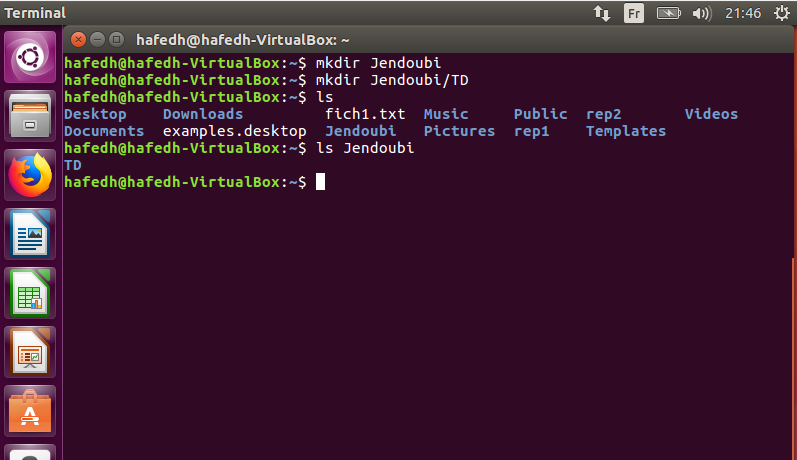 Terminal
Fr
21:46
hafedh@hafedh-VirtualBox: ~
hafedh@hafedh-VirtualBox:~$ mkdir Jendoubi
hafedh@hafedh-VirtualBox:~$ mkdir Jendoubi/TD
hafedh@hafedh-VirtualBox:~$ ls
Desktop Downloads fich1.txt Music Public rep2 Videos
Documents examples.desktop Jendoubi Pictures rep1 Templates
hafedh@hafedh-VirtualBox:~$ ls Jendoubi
TD
hafedh@hafedh-VirtualBox:~$